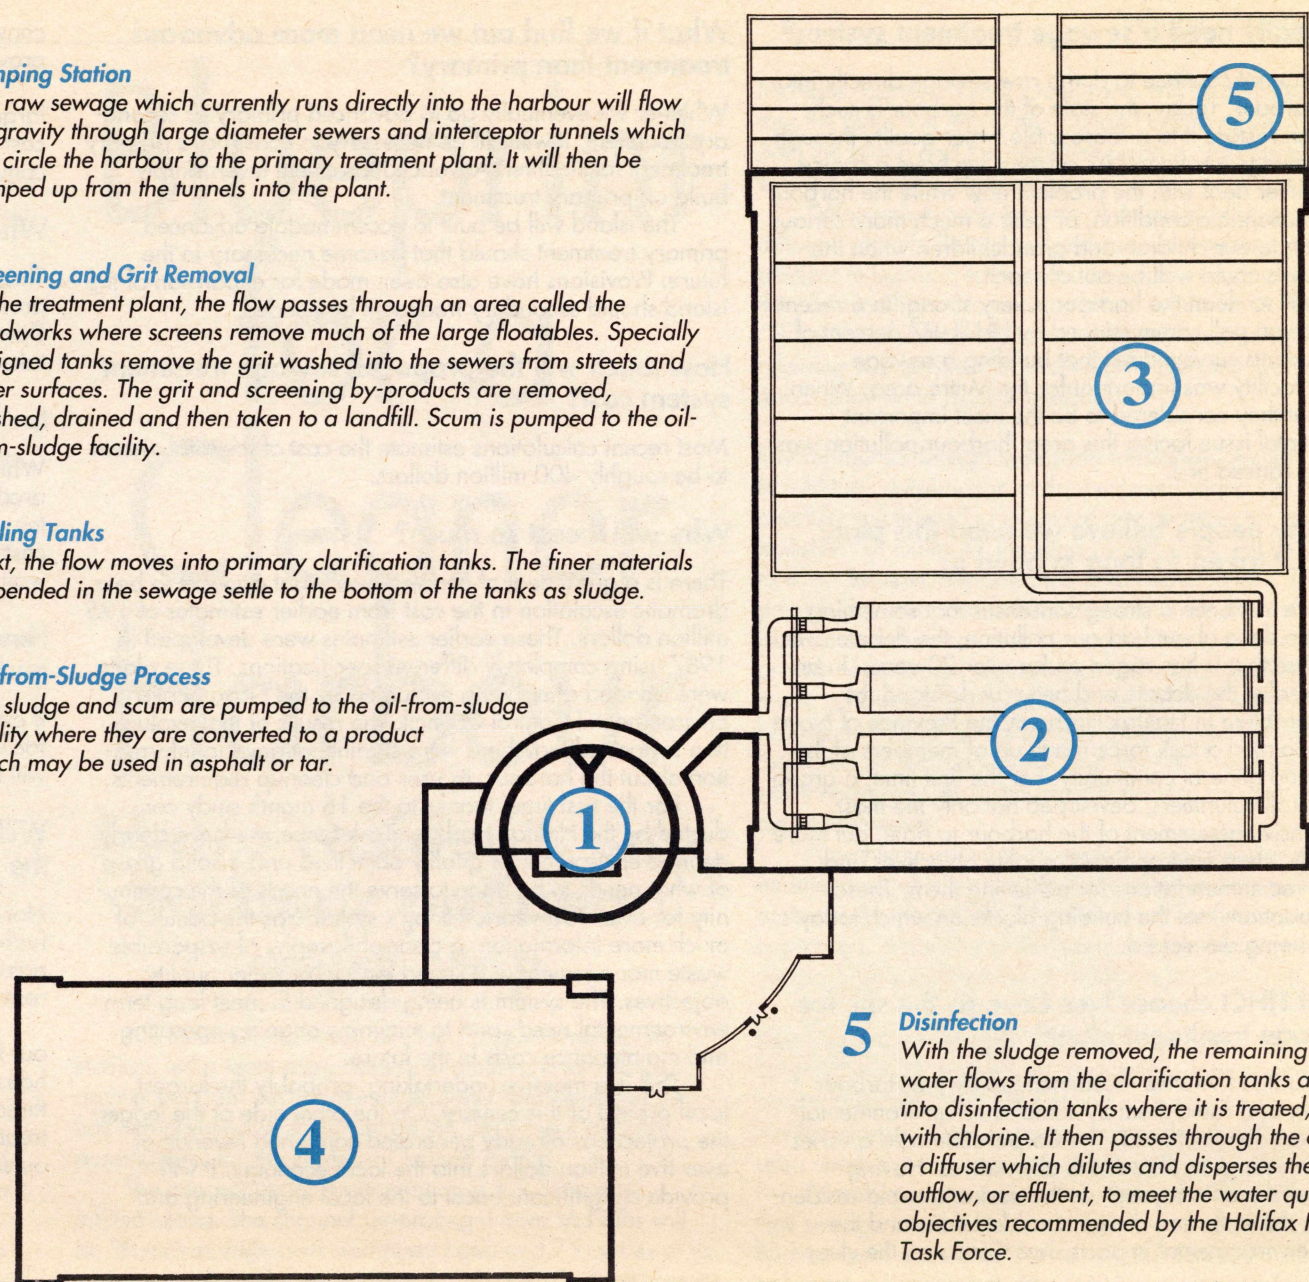 mping Station
raw sewage which currently runs directly into the harbour will flow
gravity through large diameter sewers and interceptor tunnels which
circle the harbour to the primary treatment plant. It will then be
mped up from the tunnels into the plant.
eening and Grit Removal
he treatment plant, the flow passes through an area called the
dworks where screens remove much of the large floatables. Specially
igned tanks remove the grit washed into the sewers from streets and
er surfaces. The grit and screening by-products are removed,
shed, drained and then taken to a landfill. Scum is pumped to the oil-
m-sludge facility.
ling Tanks
xt, the flow moves into primary clarification tanks. The finer materials
pended in the sewage settle to the bottom of the tanks as sludge.
from-Sludge Process
sludge and scum are pumped to the oil-from-sludge
lity where they are converted to a product
ch may be used in asphalt or tar.
5
3
2
1
4
5 Disinfection
With the sludge removed, the remaining
water flows from the clarification tanks a
into disinfection tanks where it is treated,
with chlorine. It then passes through the
a diffuser which dilutes and disperses the
outflow, or effluent, to meet the water qu
objectives recommended by the Halifax
Task Force.